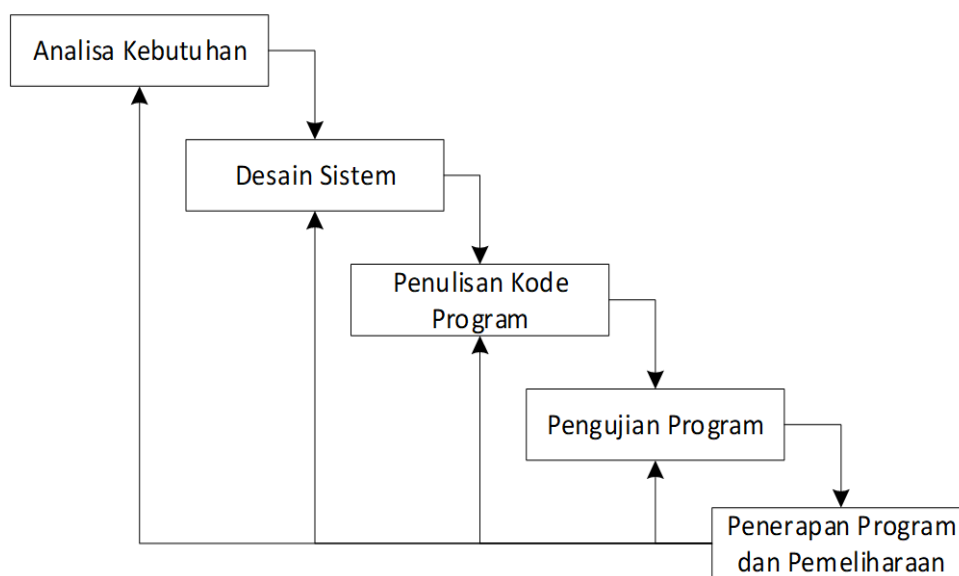 Analisa Kebutuhan
Desain Sistem
Penulisan Kode
Program
Pengujian Program
Penerapan Program
dan Pemeliharaan